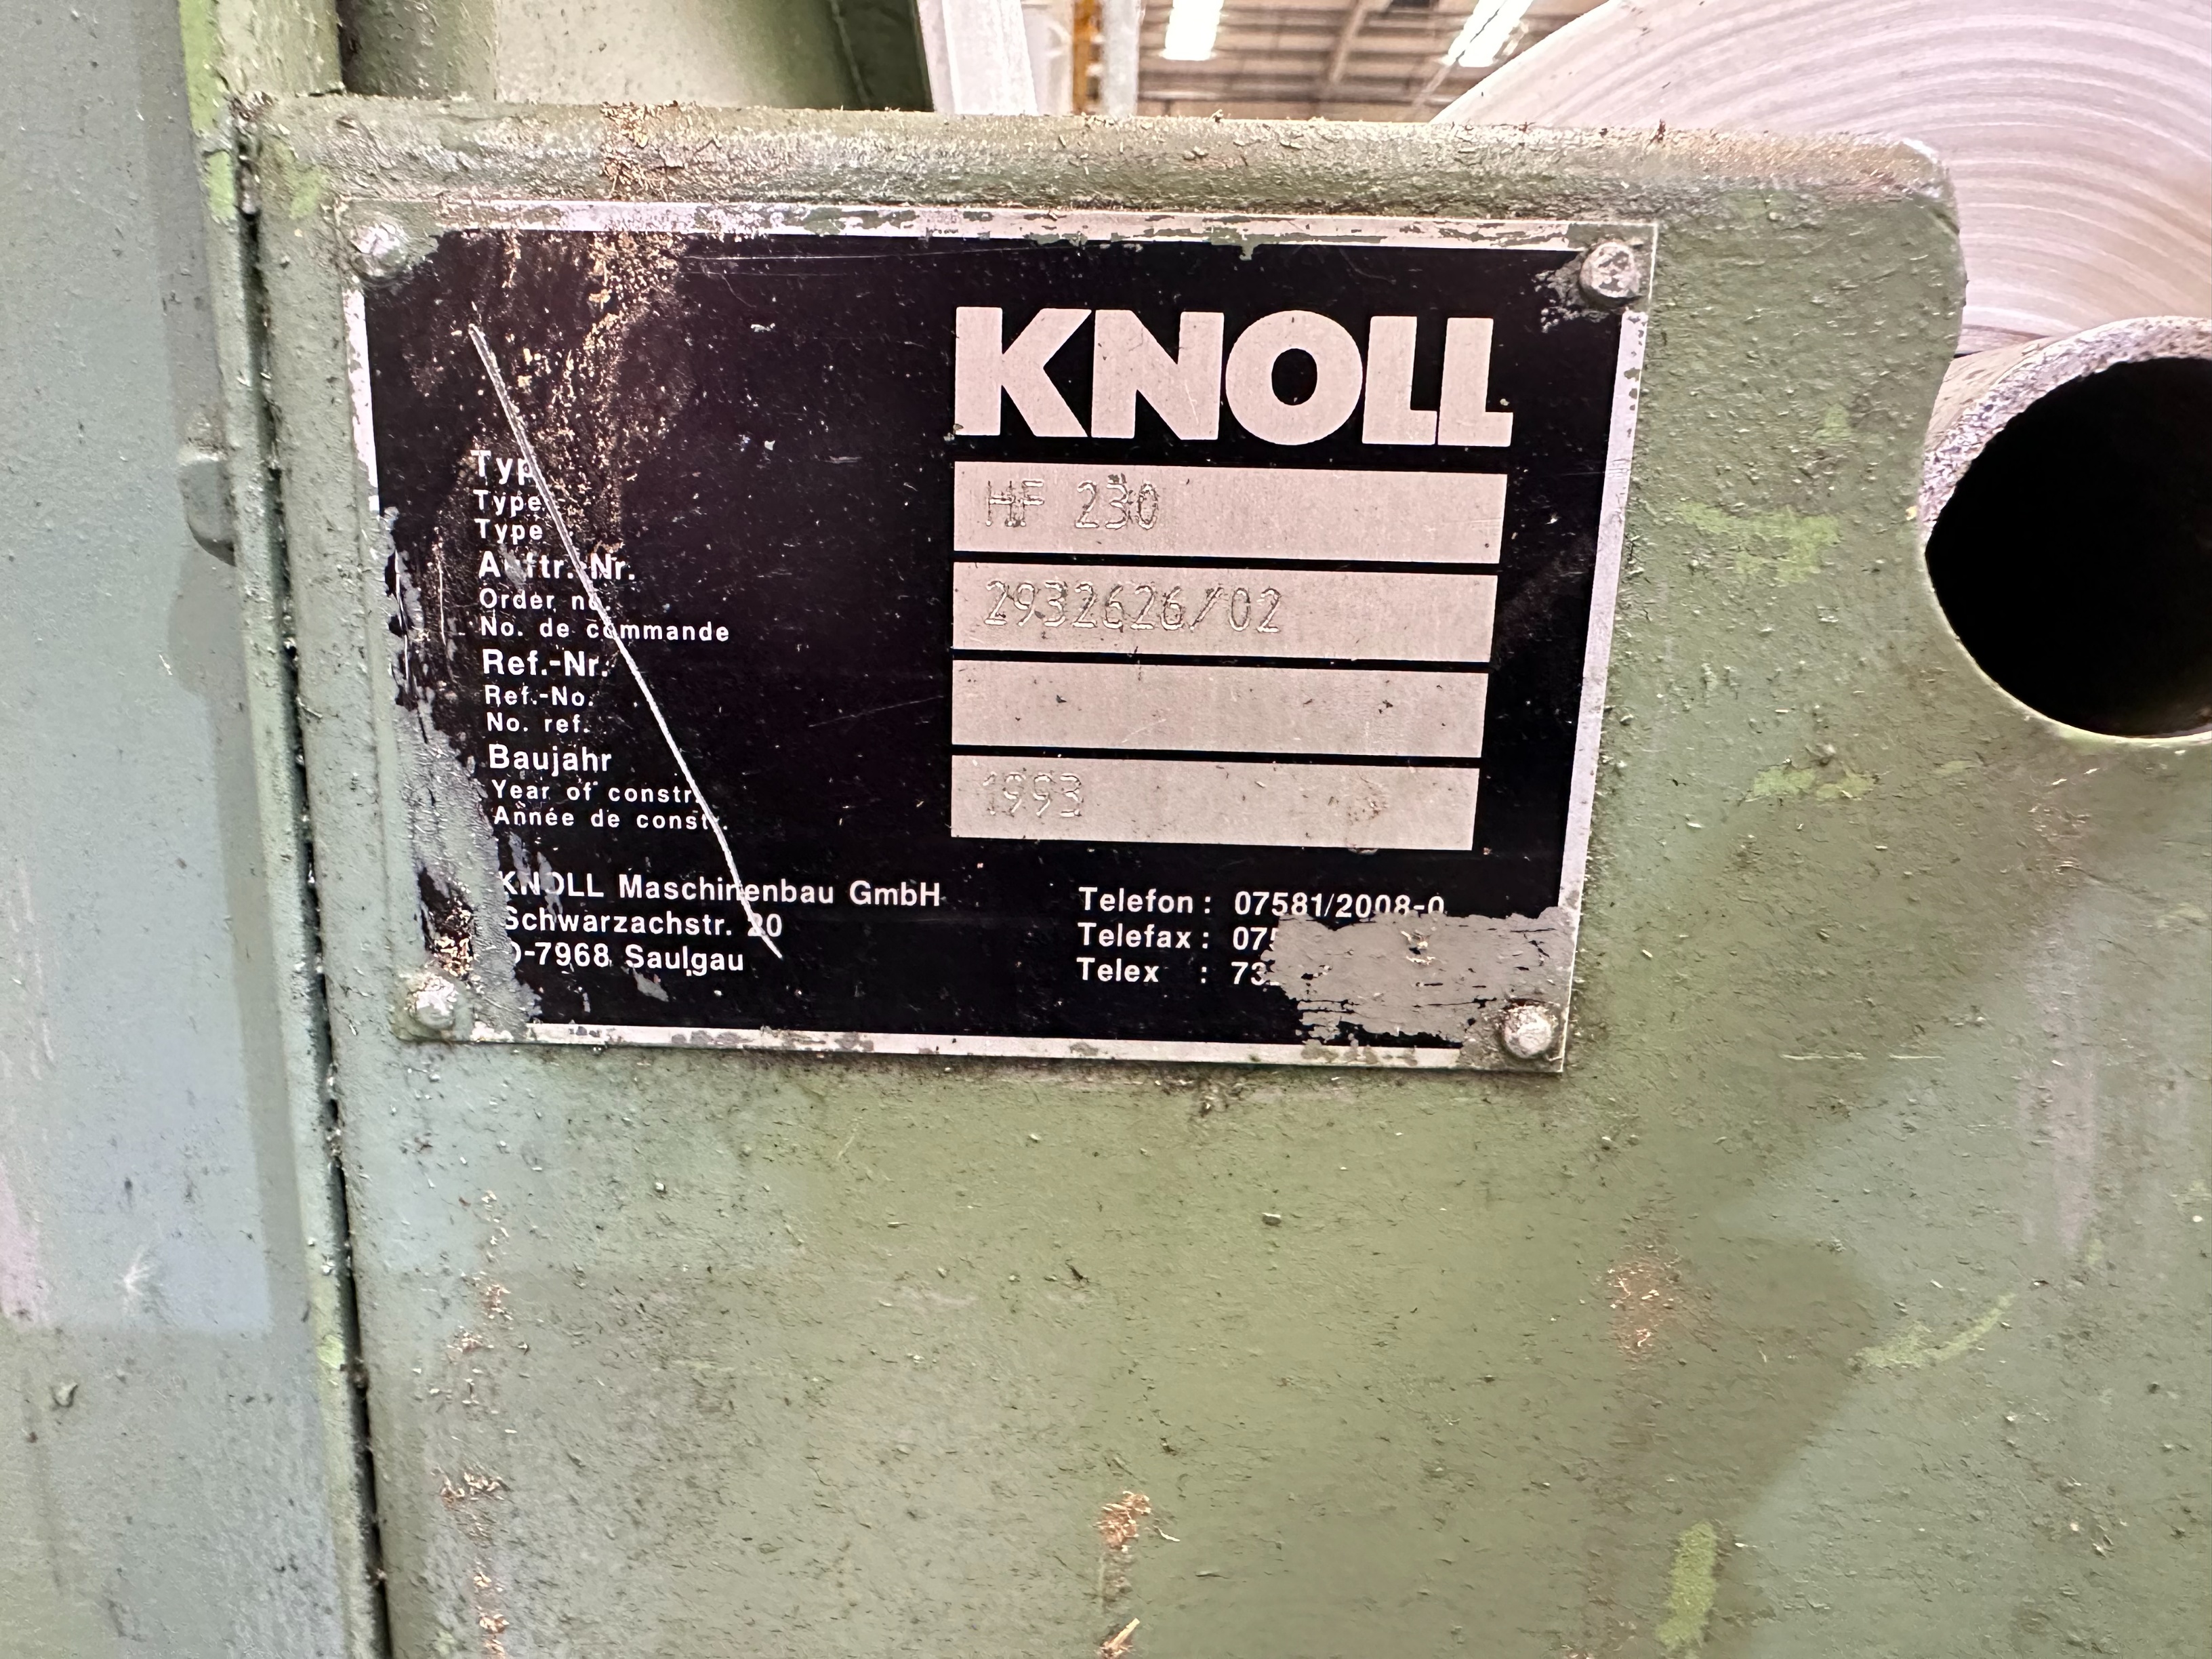 KNOLL
Typ
Type
Type
HF 230
Auftr.-Nr.
Order no.
No. de commande
2932626/02
Ref.-Nr.
Ref.-No.
No. ref.
Baujahr
Year of constr.
Année de constr.
1993
KNOLL Maschinenbau GmbH
Schwarzachstr. 20
D-7968 Saulgau
Telefon: 07581/2008-0
Telefax:
Telex :